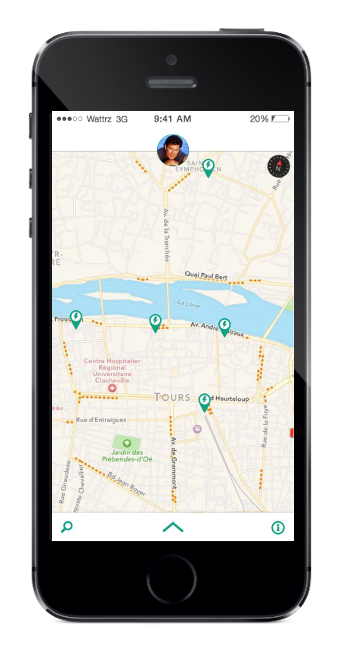 Wattrz 3G 9:41 AM 20%
SAINT
SYMPHORIEN
Rue
Av. de la Tranchée
Quai Paul Bert
La Loire
Av. André
Centre Hospitalier
Régional
Universitaire
Clocheville
TOURS
d Heurteloup
Rue d'Entraigues
Rue de la Fuye
Jardin des
Prébendes-d'Oé
Av. de Grammont
Bd Jean Royer
Rue Giraudeau
Chevallier